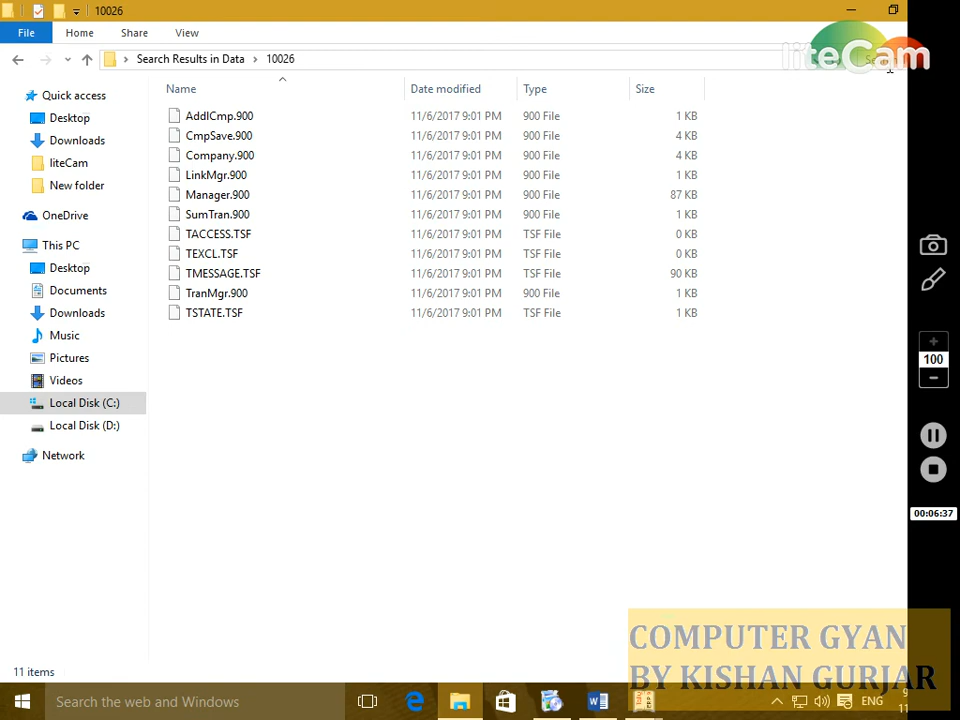 10026
File Home Share View
Search Results in Data 10026
liteCam
Name Date modified Type Size
Quick access
Desktop
Downloads
liteCam
New folder
OneDrive
This PC
Desktop
Documents
Downloads
Music
Pictures
Videos
Local Disk (C:)
Local Disk (D:)
Network
AddlCmp.900 11/6/2017 9:01 PM 900 File 1 KB
CmpSave.900 11/6/2017 9:01 PM 900 File 4 KB
Company.900 11/6/2017 9:01 PM 900 File 4 KB
LinkMgr.900 11/6/2017 9:01 PM 900 File 1 KB
Manager.900 11/6/2017 9:01 PM 900 File 87 KB
SumTran.900 11/6/2017 9:01 PM 900 File 1 KB
TACCESS.TSF 11/6/2017 9:01 PM TSF File 0 KB
TEXCL.TSF 11/6/2017 9:01 PM TSF File 0 KB
TMESSAGE.TSF 11/6/2017 9:01 PM TSF File 90 KB
TranMgr.900 11/6/2017 9:01 PM 900 File 1 KB
TSTATE.TSF 11/6/2017 9:01 PM TSF File 1 KB
100
00:06:37
COMPUTER GYAN
BY KISHAN GURJAR
11 items
Search the web and Windows
ENG